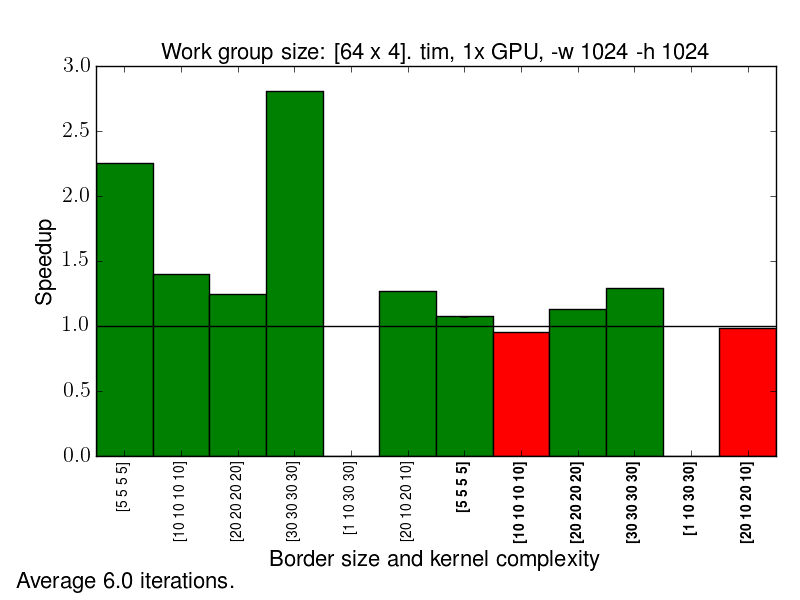 Work group size: [64 x 4]. tim, 1x GPU, -w 1024 -h 1024
Speedup
3.0
2.5
2.0
1.5
1.0
0.5
0.0
[5 5 5 5]
[10 10 10 10]
[20 20 20 20]
[30 30 30 30]
[1 10 30 30]
[20 10 20 10]
[5 5 5 5]
[10 10 10 10]
[20 20 20 20]
[30 30 30 30]
[1 10 30 30]
[20 10 20 10]
Border size and kernel complexity
Average 6.0 iterations.